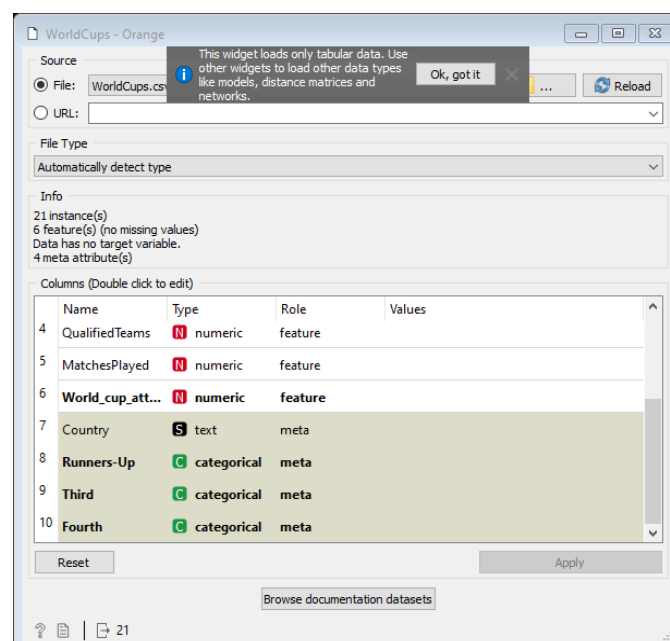 WorldCups - Orange
This widget loads only tabular data. Use
other widgets to load other data types
like models, distance matrices and
networks.
Ok, got it
Source
File: WorldCups.csv
... Reload
URL:
File Type
Automatically detect type
Info
21 instance(s)
6 feature(s) (no missing values)
Data has no target variable.
4 meta attribute(s)
Columns (Double click to edit)
Name Type Role Values
4 QualifiedTeams N numeric feature
5 MatchesPlayed N numeric feature
6 World_cup_att... N numeric feature
7 Country S text meta
8 Runners-Up C categorical meta
9 Third C categorical meta
10 Fourth C categorical meta
Reset Apply
Browse documentation datasets
? 21